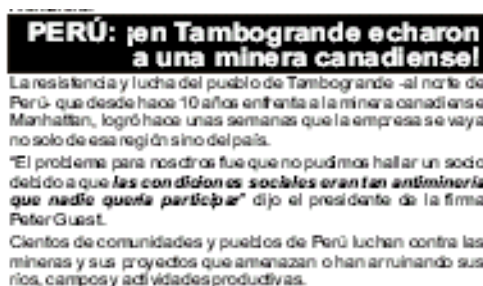 PERÚ: ¡en Tambogrande echaron
a una minera canadiense!
La resistencia y lucha del pueblo de Tambogrande -al norte de
Perú- que desde hace 10 años enfrenta a la minera canadiense
Manhattan, logró hace unas semanas que la empresa se vaya
no solo de esa región sino del país.
"El problema para nosotros fue que no pudimos hallar un socio
debido a que las condiciones sociales eran tan antiminería
que nadie quería participar" dijo el presidente de la firma
Peter Guest.
Cientos de comunidades y pueblos de Perú luchan contra las
mineras y sus proyectos que amenazan o han arruinando sus
ríos, campos y actividades productivas.